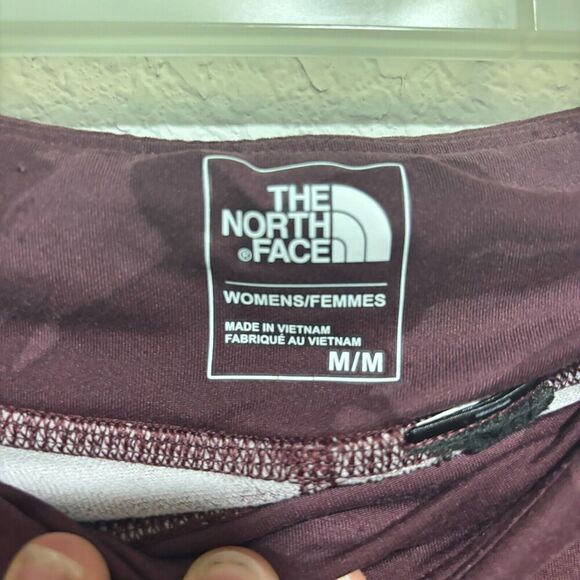 THE
NORTH
®FACE
WOMENS/FEMMES
MADE IN VIETNAM
FABRIQUÉ AU VIETNAM
M/M